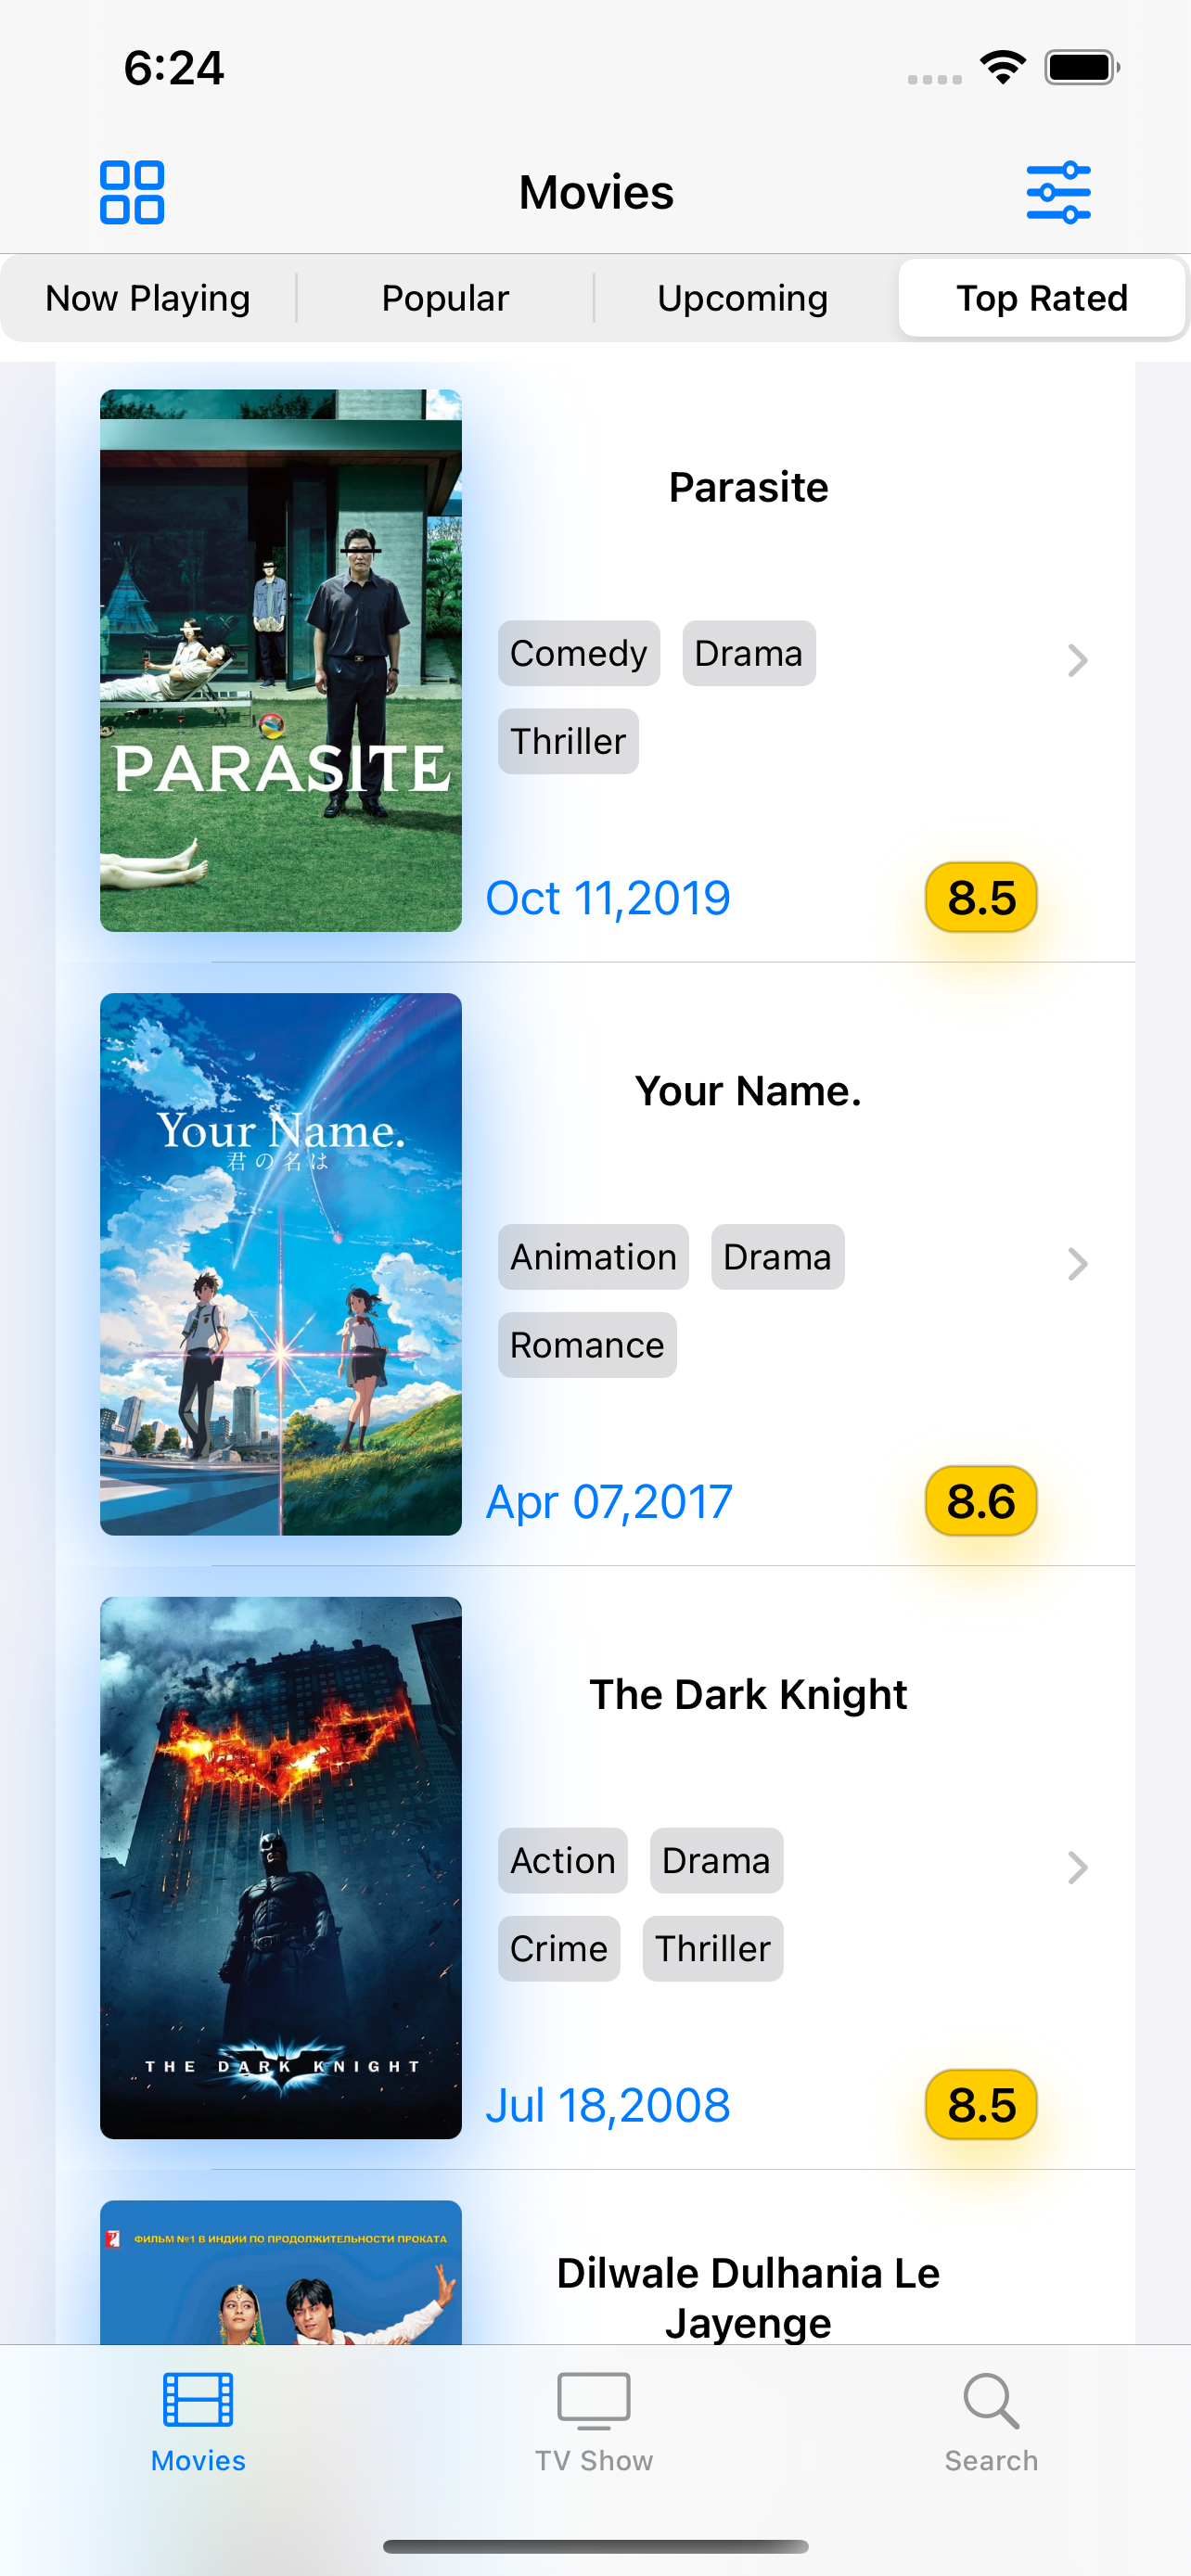 6:24
Movies
Now Playing
Popular
Upcoming
Top Rated
PARASITE
Parasite
Comedy
Drama
Thriller
Oct 11,2019
8.5
Your Name.
君の名は
Your Name.
Animation
Drama
Romance
Apr 07,2017
8.6
THE DARK KNIGHT
The Dark Knight
Action
Drama
Crime
Thriller
Jul 18,2008
8.5
ФИЛЬМ №1 В ИНДИИ ПО ПРОДОЛЖИТЕЛЬНОСТИ ПРОКАТА
Dilwale Dulhania Le
Jayenge
Movies
TV Show
Search